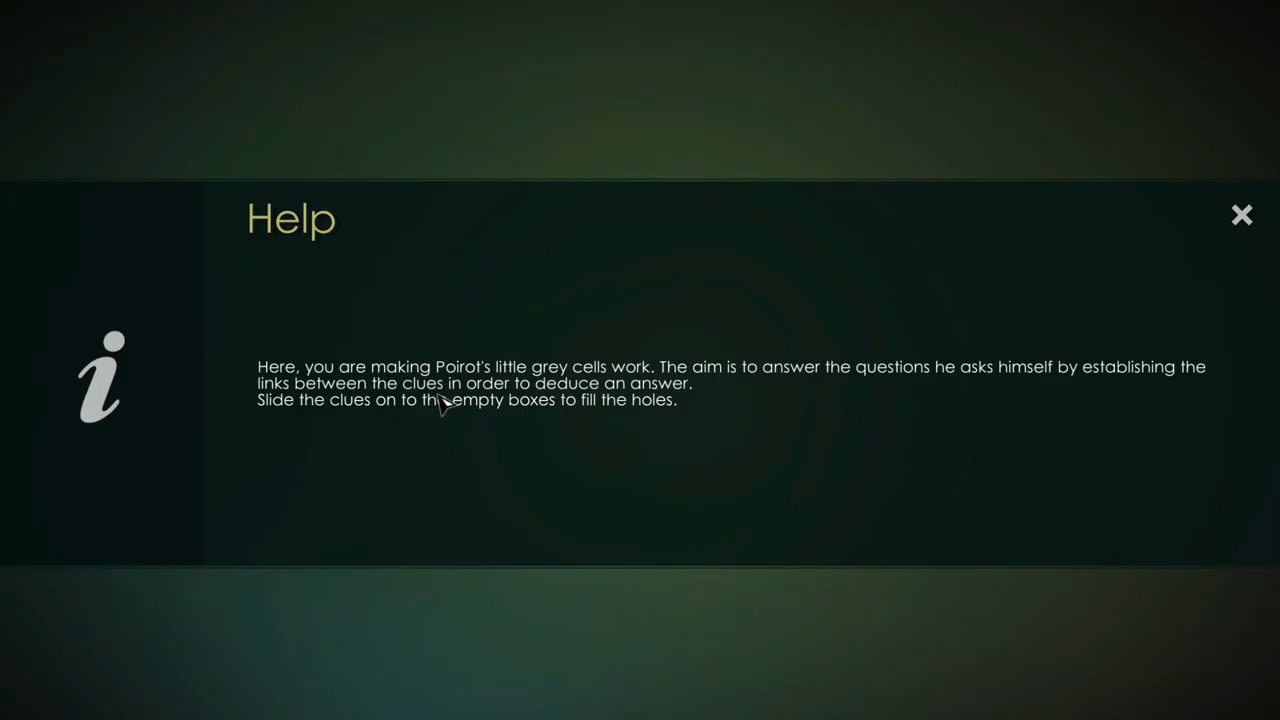 Help
Here, you are making Poirot's little grey cells work. The aim is to answer the questions he asks himself by establishing the
links between the clues in order to deduce an answer.
Slide the clues on to the empty boxes to fill the holes.